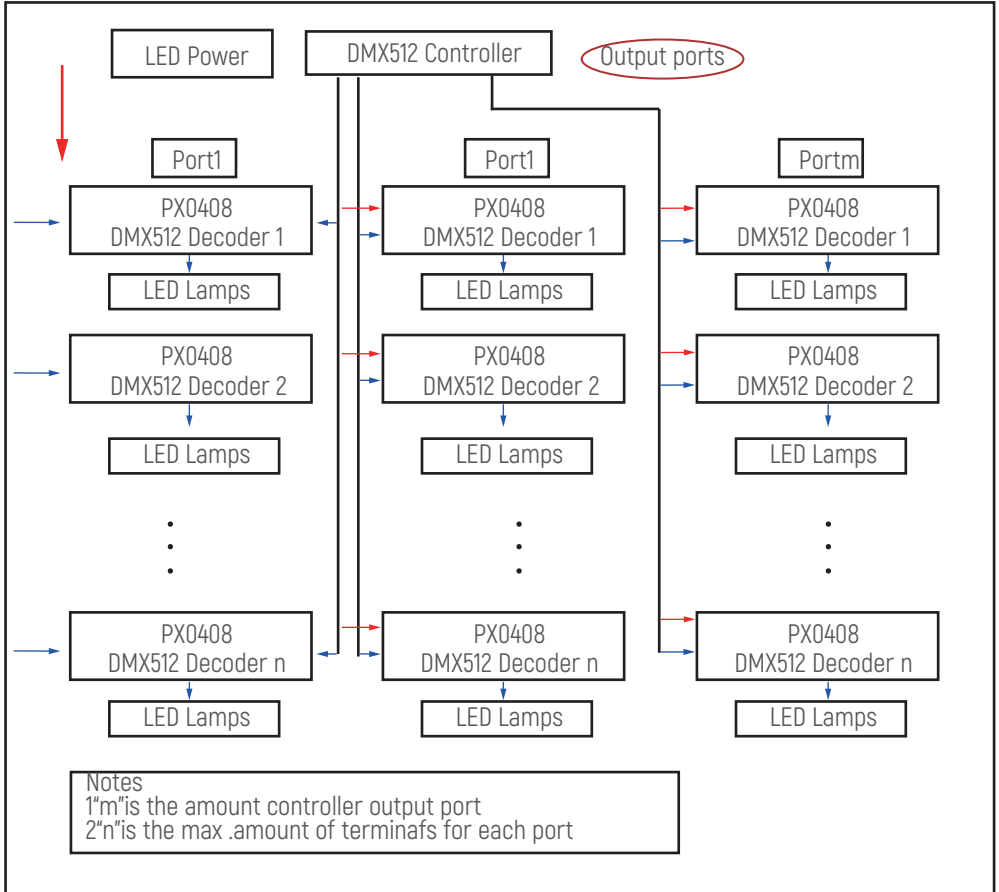 LED Power
DMX512 Controller
Output ports
Port1
Port1
Portm
PX0408
DMX512 Decoder 1
PX0408
DMX512 Decoder 1
PX0408
DMX512 Decoder 1
LED Lamps
LED Lamps
LED Lamps
PX0408
DMX512 Decoder 2
PX0408
DMX512 Decoder 2
PX0408
DMX512 Decoder 2
LED Lamps
LED Lamps
LED Lamps
PX0408
DMX512 Decoder n
PX0408
DMX512 Decoder n
PX0408
DMX512 Decoder n
LED Lamps
LED Lamps
LED Lamps
Notes
1"m"is the amount controller output port
2"n"is the max .amount of terminafs for each port